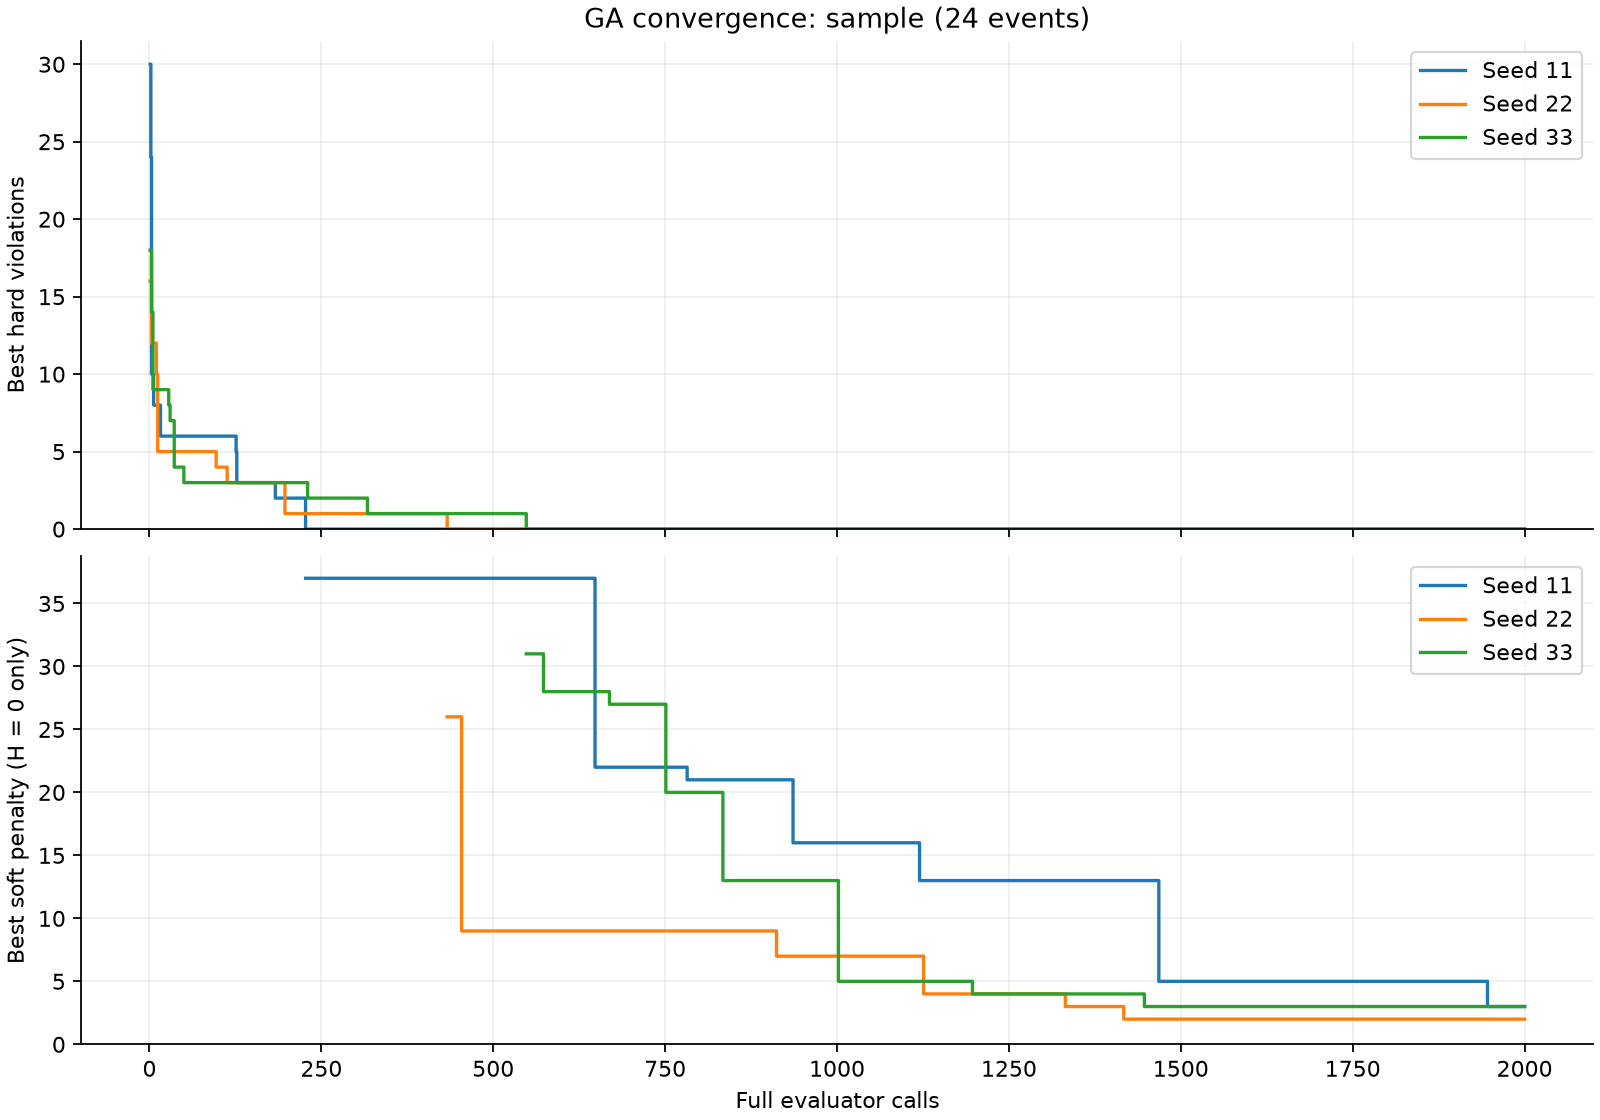 GA convergence: sample (24 events)
Best hard violations
30
25
20
15
10
5
0
Seed 11
Seed 22
Seed 33
Best soft penalty (H = 0 only)
35
30
25
20
15
10
5
0
Seed 11
Seed 22
Seed 33
0 250 500 750 1000 1250 1500 1750 2000
Full evaluator calls